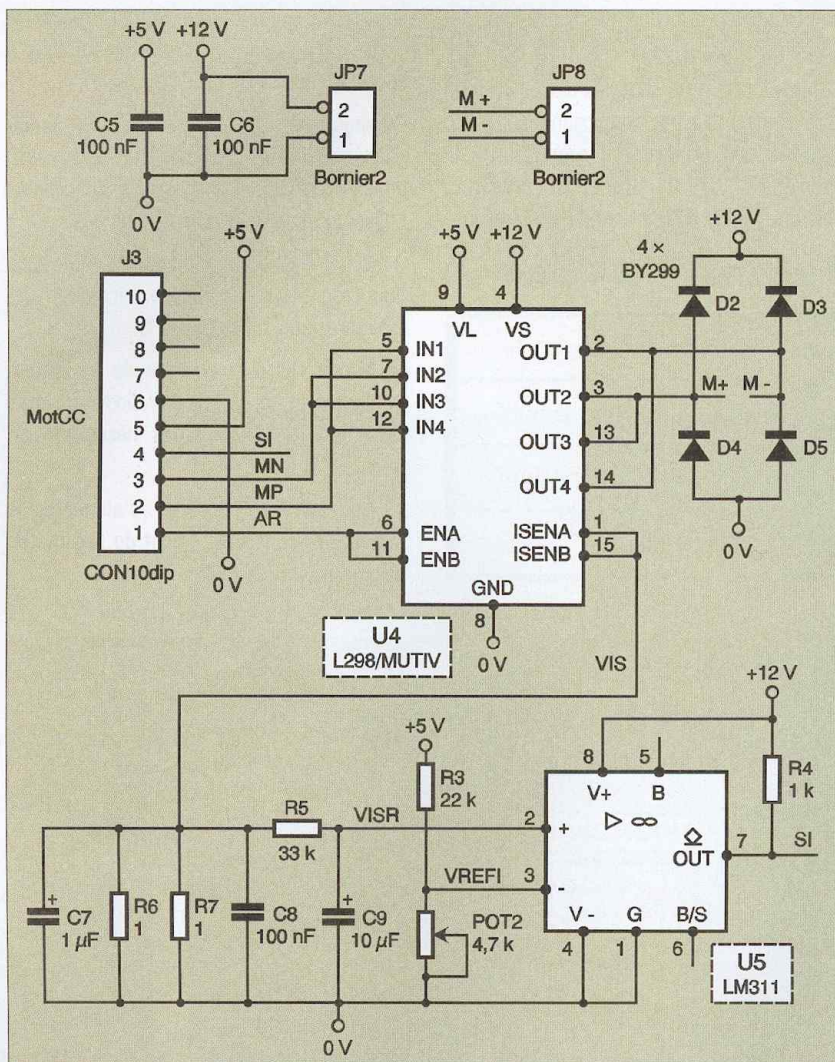 +5 V
+12 V
C5
100 nF
C6
100 nF
0 V
JP7
2
1
Bornier2
M +
M -
JP8
2
1
Bornier2
J3
10
9
8
7
6
5
4
3
2
1
MotCC
CON10dip
+5 V
SI
MN
MP
AR
0 V
+5 V
+12 V
9
4
VL
VS
5
IN1
7
IN2
10
IN3
12
IN4
6
ENA
11
ENB
OUT1
2
OUT2
3
OUT3
13
OUT4
14
ISENA
1
ISENB
15
GND
8
0 V
U4
L298/MUTIV
VIS
4 ×
BY299
+12 V
D2
D3
M+
M -
D4
D5
0 V
+5 V
R3
22 k
R5
33 k
VISR
VREFI
C7
1 µF
+
R6
1
R7
1
C8
100 nF
C9
10 µF
+
POT2
4,7 k
0 V
+12 V
R4
1 k
8
V+
5
B
2
+
∞
3
-
OUT
7
SI
V -
4
G
1
B/S
6
U5
LM311